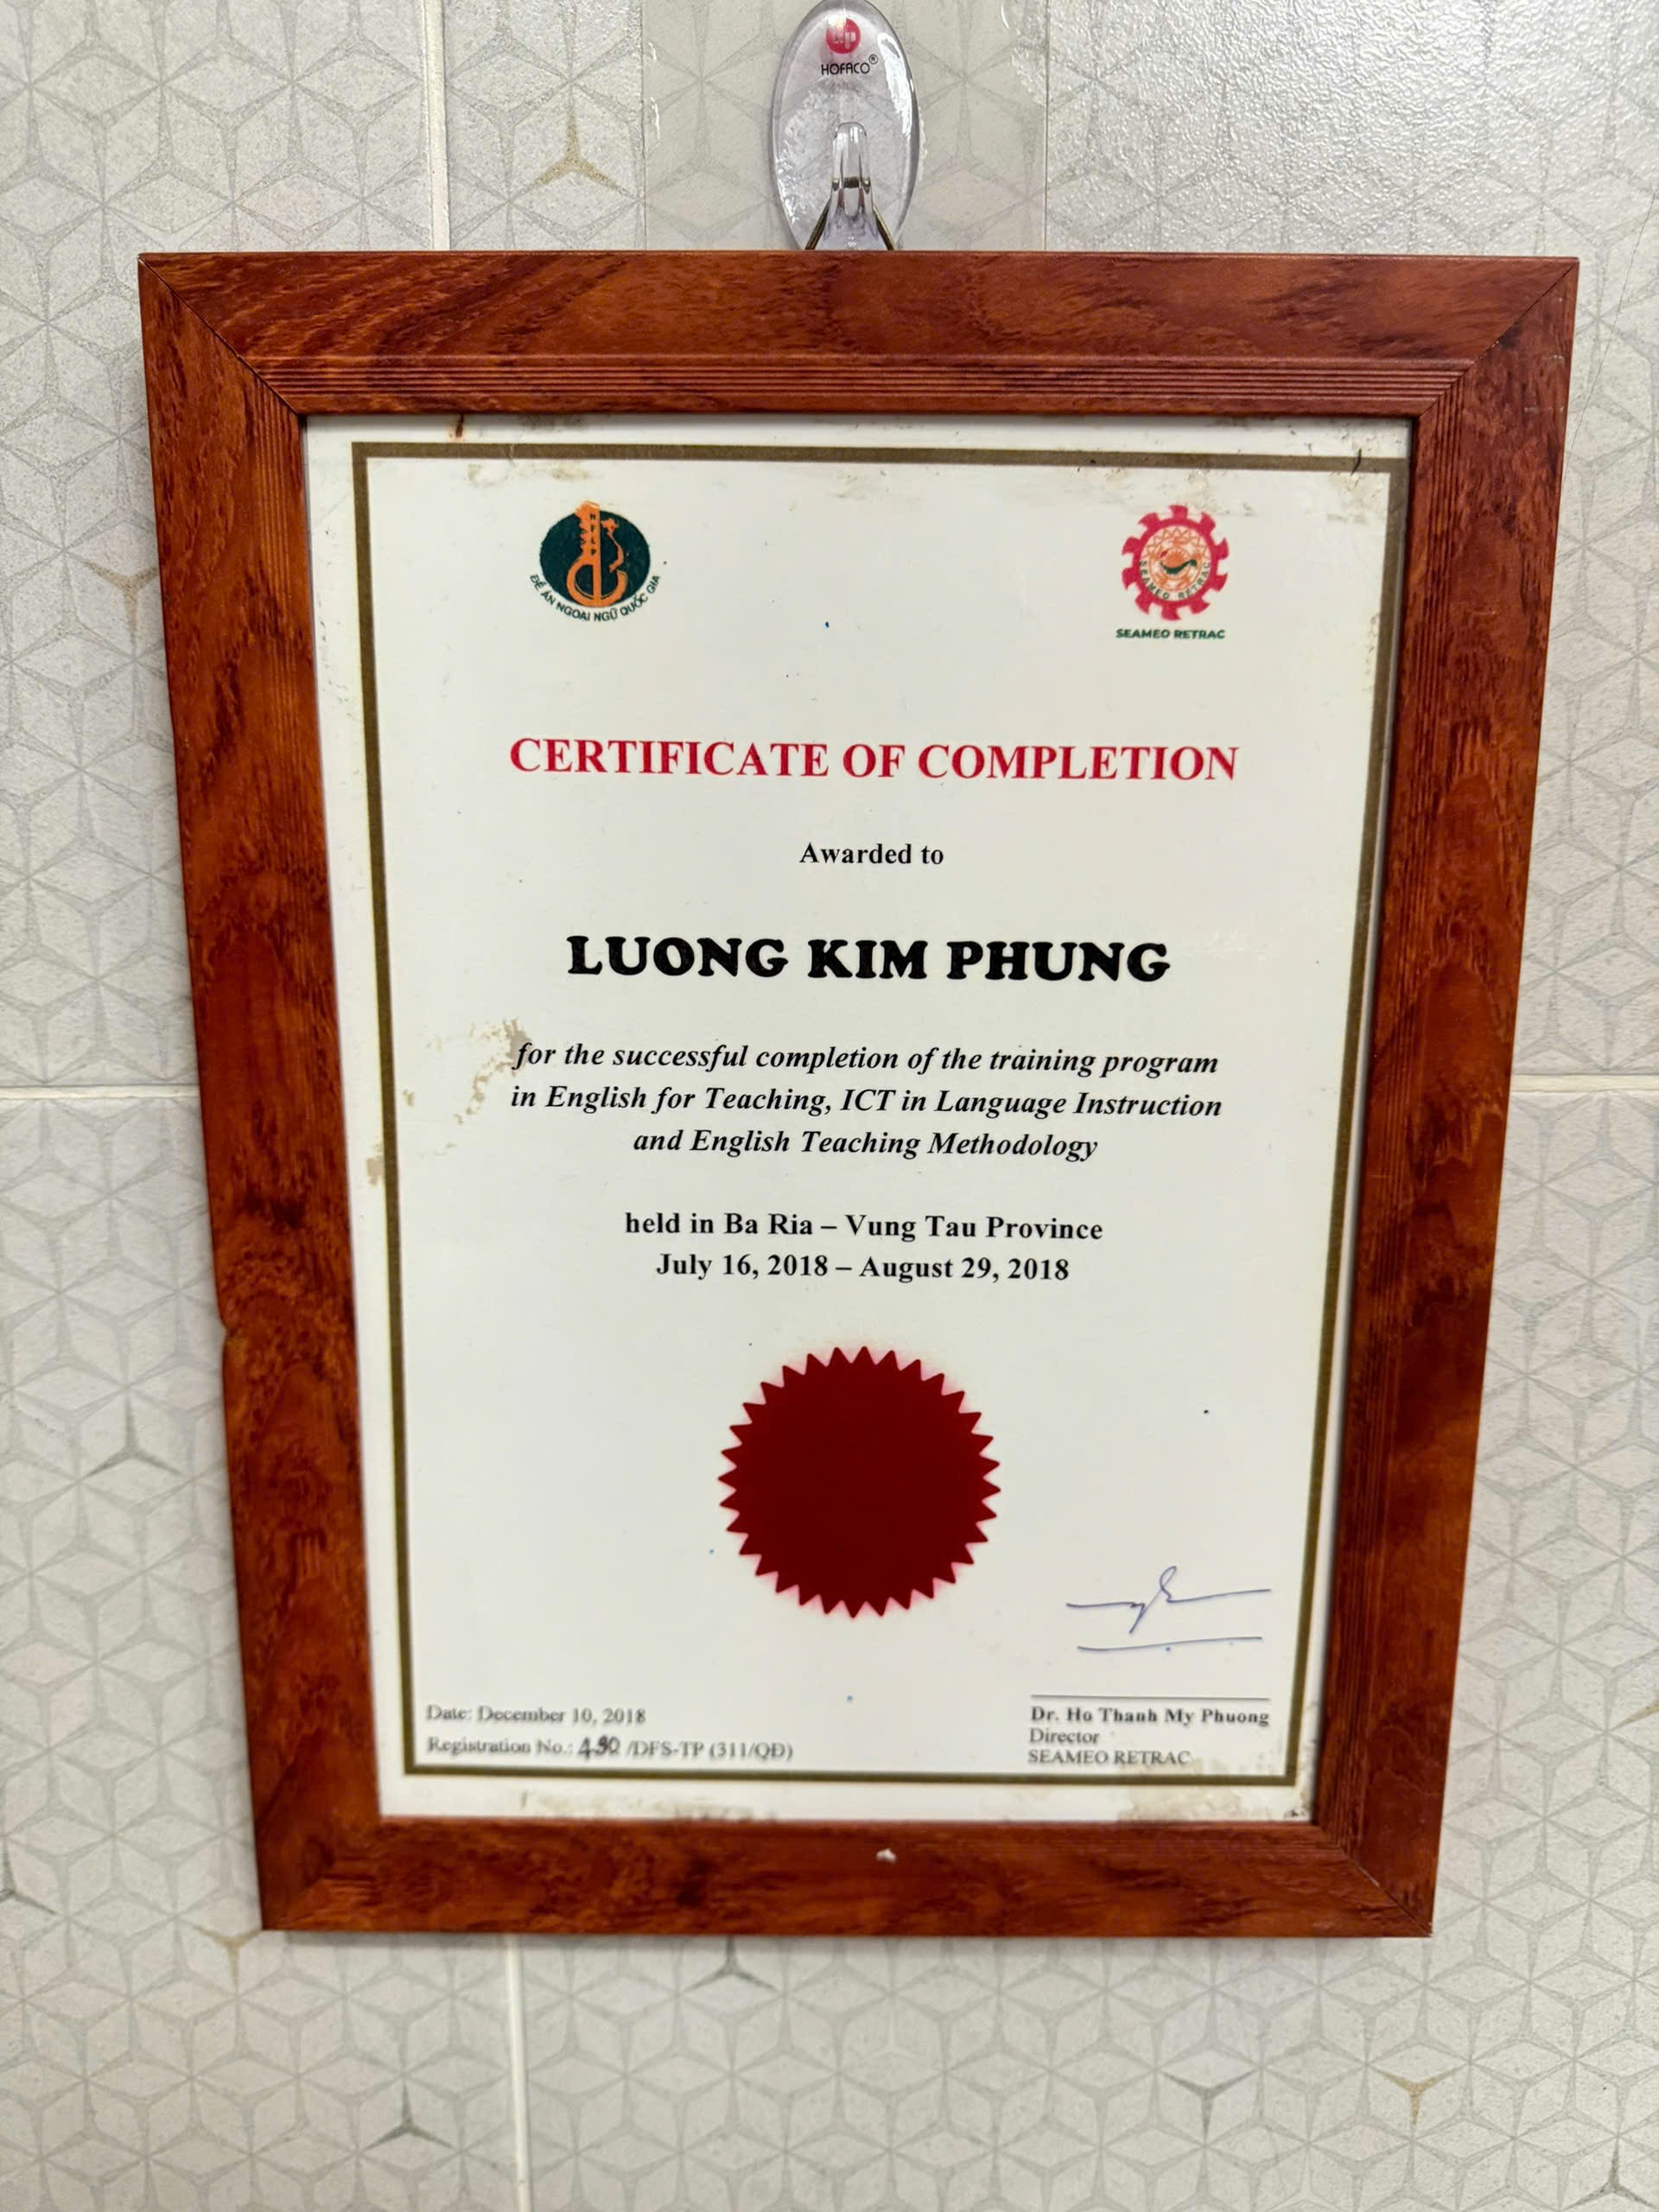 HOFACO®
ĐỀ ÁN NGOẠI NGỮ QUỐC GIA
SEAMEO RETRAC
SEAMEO RETRAC
CERTIFICATE OF COMPLETION
Awarded to
LUONG KIM PHUNG
for the successful completion of the training program
in English for Teaching, ICT in Language Instruction
and English Teaching Methodology
held in Ba Ria – Vung Tau Province
July 16, 2018 – August 29, 2018
Date: December 10, 2018
Registration No.: /DFS-TP (311/QĐ)
Dr. Ho Thanh My Phuong
Director
SEAMEO RETRAC